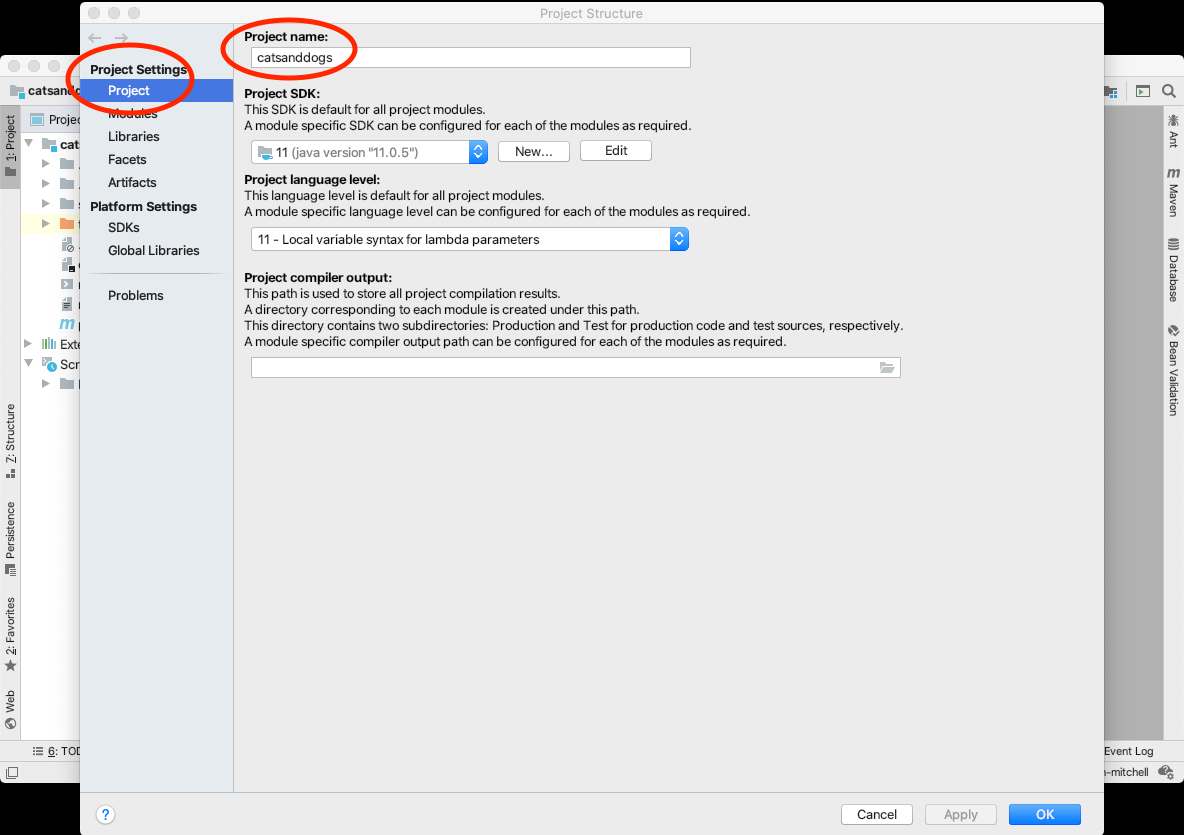 Project Structure
Project name:
catsanddogs
Project Settings
Project
Modules
Libraries
Facets
Artifacts
Platform Settings
SDKs
Global Libraries
Problems
Project SDK:
This SDK is default for all project modules.
A module specific SDK can be configured for each of the modules as required.
11 (java version "11.0.5")
New...
Edit
Project language level:
This language level is default for all project modules.
A module specific language level can be configured for each of the modules as required.
11 - Local variable syntax for lambda parameters
Project compiler output:
This path is used to store all project compilation results.
A directory corresponding to each module is created under this path.
This directory contains two subdirectories: Production and Test for production code and test sources, respectively.
A module specific compiler output path can be configured for each of the modules as required.
?
Cancel
Apply
OK
catsandd
1: Project
Projec
cat
m
Exte
Scr
Z: Structure
Persistence
2: Favorites
Web
6: TOD
Ant
m
Maven
Database
Bean Validation
Event Log
-mitchell